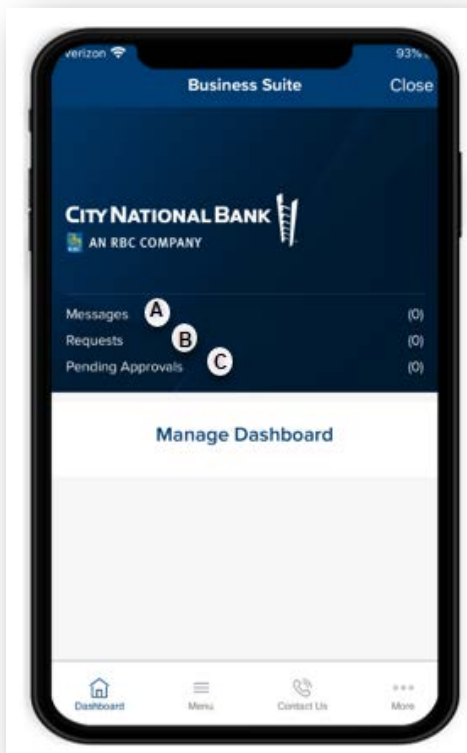 verizon 93%
Business Suite Close
CITY NATIONAL BANK
RBC AN RBC COMPANY
Messages A (0)
Requests B (0)
Pending Approvals C (0)
Manage Dashboard
Dashboard Menu Contact Us More